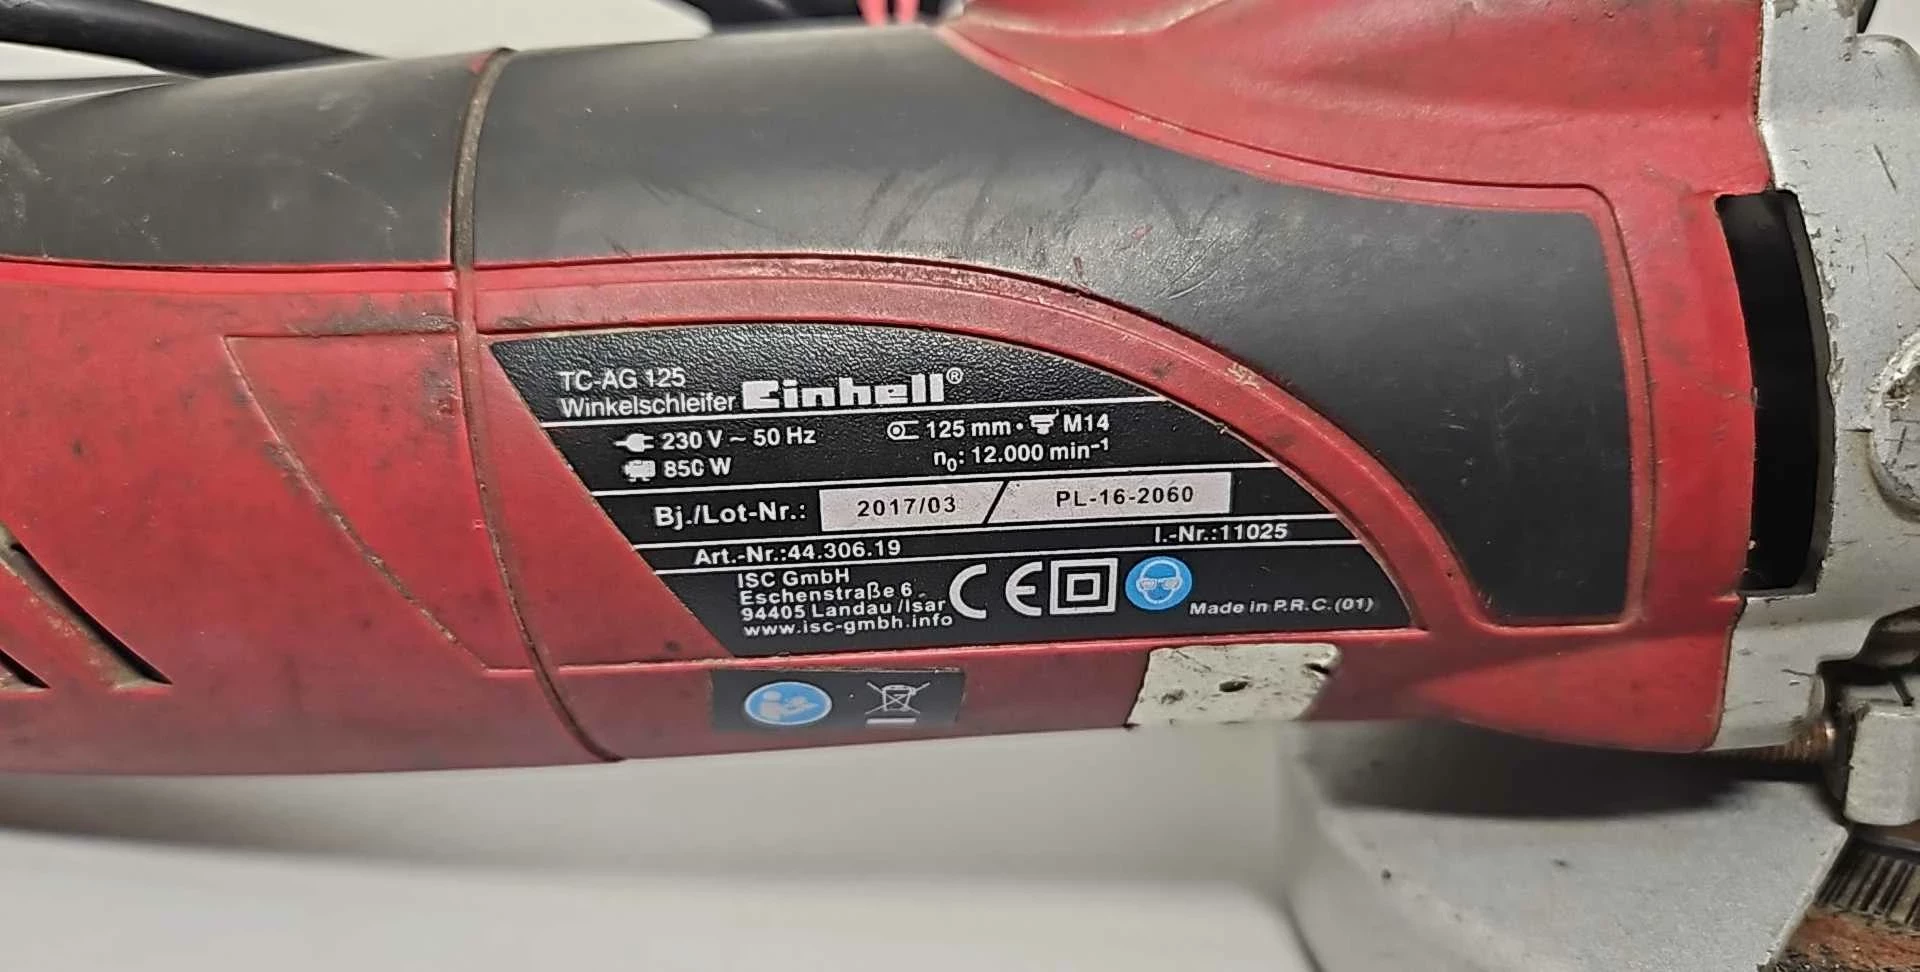 TC-AG 125
Winkelschleifer Einhell®
230 V ~ 50 Hz
850 W
125 mm • M14
n₀: 12.000 min⁻¹
Bj./Lot-Nr.: 2017/03 / PL-16-2060
Art.-Nr.:44.306.19
I.-Nr.:11025
ISC GmbH
Eschenstraße 6
94405 Landau/Isar
www.isc-gmbh.info
CE
Made in P.R.C.(01)